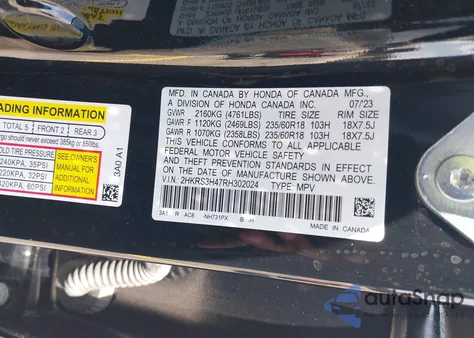 MFD. IN CANADA BY HONDA OF CANADA MFG.,
A DIVISION OF HONDA CANADA INC. 07/23
GVWR 2160KG (4761LBS) TIRE SIZE RIM SIZE
GAWR F 1120KG (2469LBS) 235/60R18 103H 18X7.5J
GAWR R 1070KG (2358LBS) 235/60R18 103H 18X7.5J
THIS VEHICLE CONFORMS TO ALL APPLICABLE
FEDERAL MOTOR VEHICLE SAFETY
AND THEFT PREVENTION STANDARDS IN EFFECT
ON THE DATE OF MANUFACTURE SHOWN ABOVE.
V.I.N.: 2HKRS3H47RH302024 TYPE: MPV
3A1 R AC8 NH731PX B H
MADE IN CANADA
ADING INFORMATION
TOTAL 5 FRONT 2 REAR 3
rgo should never exceed 385kg or 850lbs.
OLD TIRE PRESSURE
240KPA, 35PSI
220KPA, 32PSI
420KPA, 60PSI
SEE OWNER'S
MANUAL FOR
ADDITIONAL
INFORMATION
3A0 A1
autoSnap